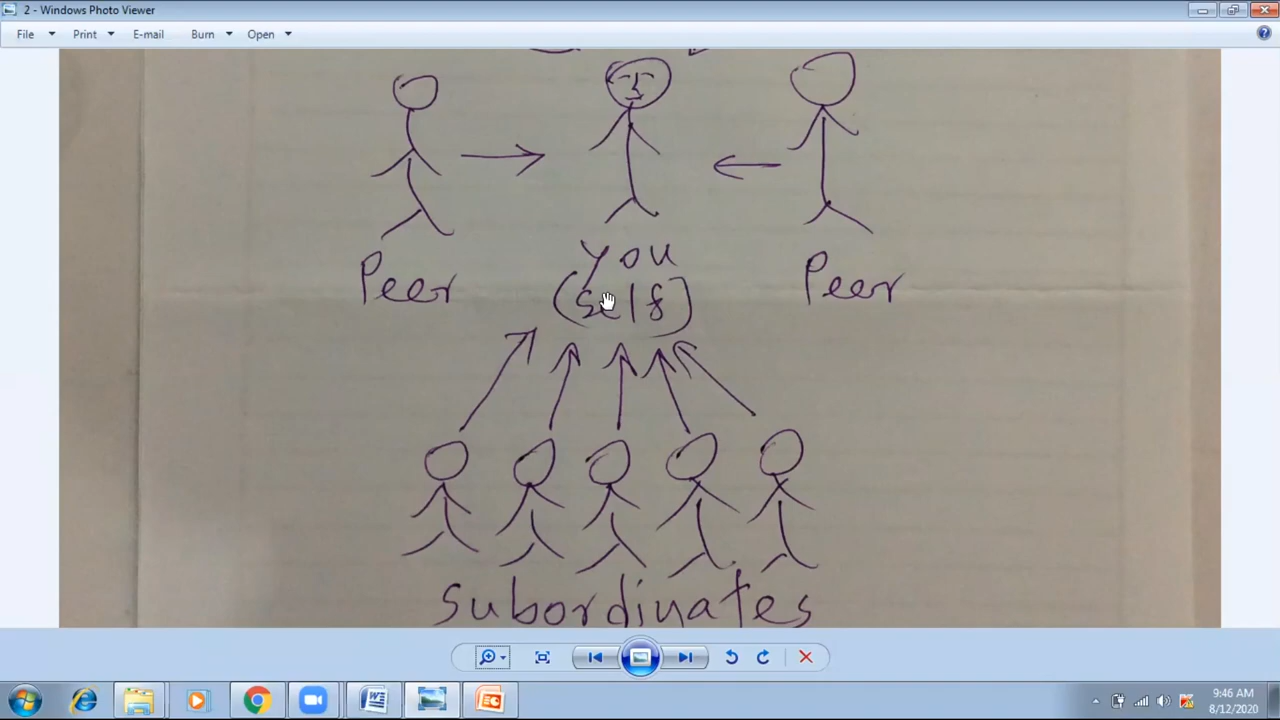 2 - Windows Photo Viewer
File Print E-mail Burn Open
you
Peer (self) Peer
subordinates
9:46 AM
8/12/2020